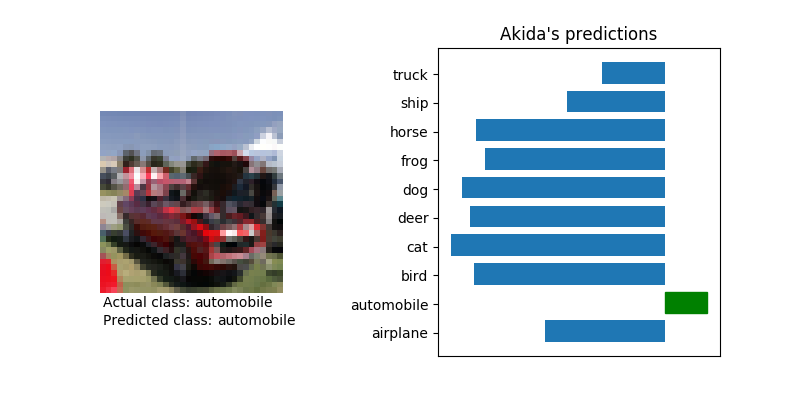 Akida's predictions
truck
ship
horse
frog
dog
deer
cat
bird
automobile
airplane
Actual class: automobile
Predicted class: automobile